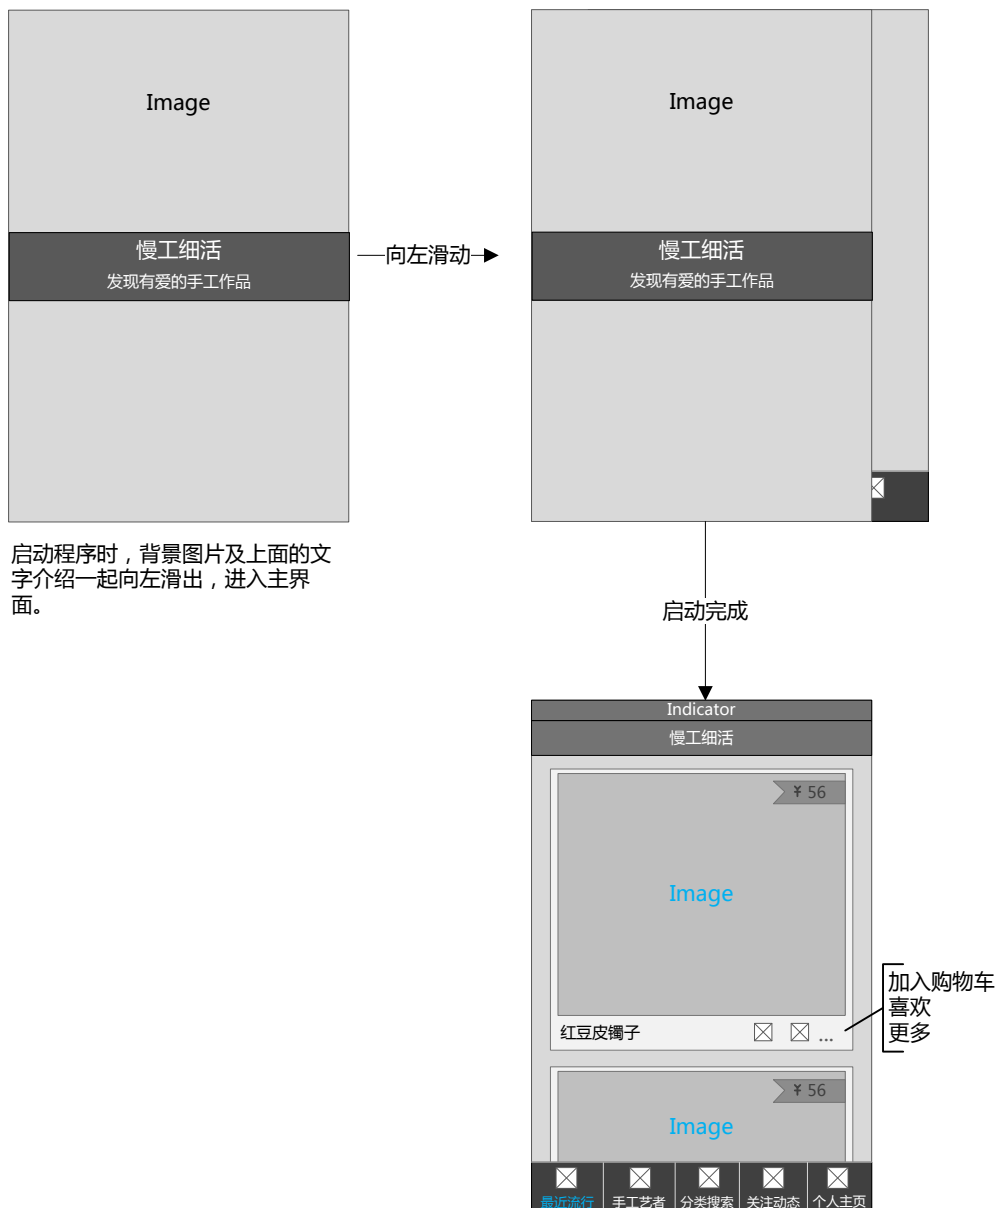 Image
慢工细活
发现有爱的手工作品
启动程序时，背景图片及上面的文
字介绍一起向左滑出，进入主界
面。
向左滑动
Image
慢工细活
发现有爱的手工作品
启动完成
Indicator
慢工细活
¥ 56
Image
红豆皮镯子
...
加入购物车
喜欢
更多
¥ 56
Image
最近流行
手工艺者
分类搜索
关注动态
个人主页